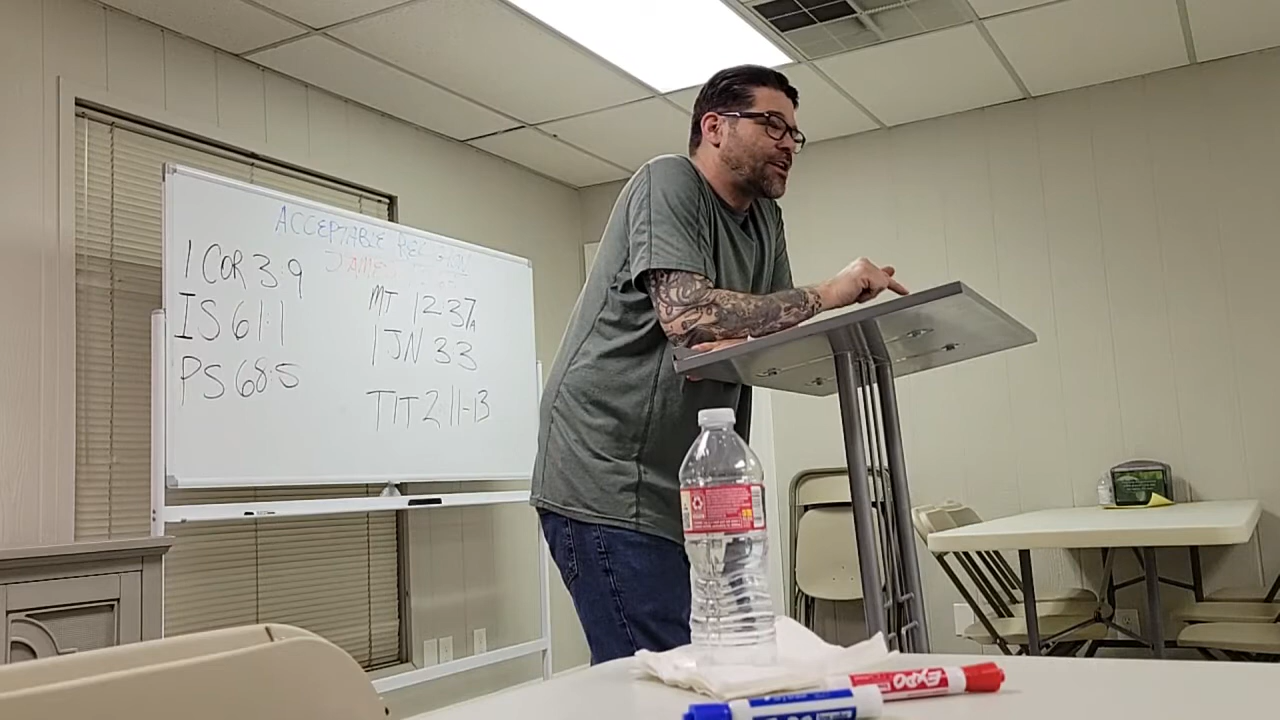 ACCEPTABLE RELIGION
JAMES
1 COR 3:9
IS 61:1
PS 68:5
MT 12 37A
1 JN 3 3
TIT 2 11-13
EXPO